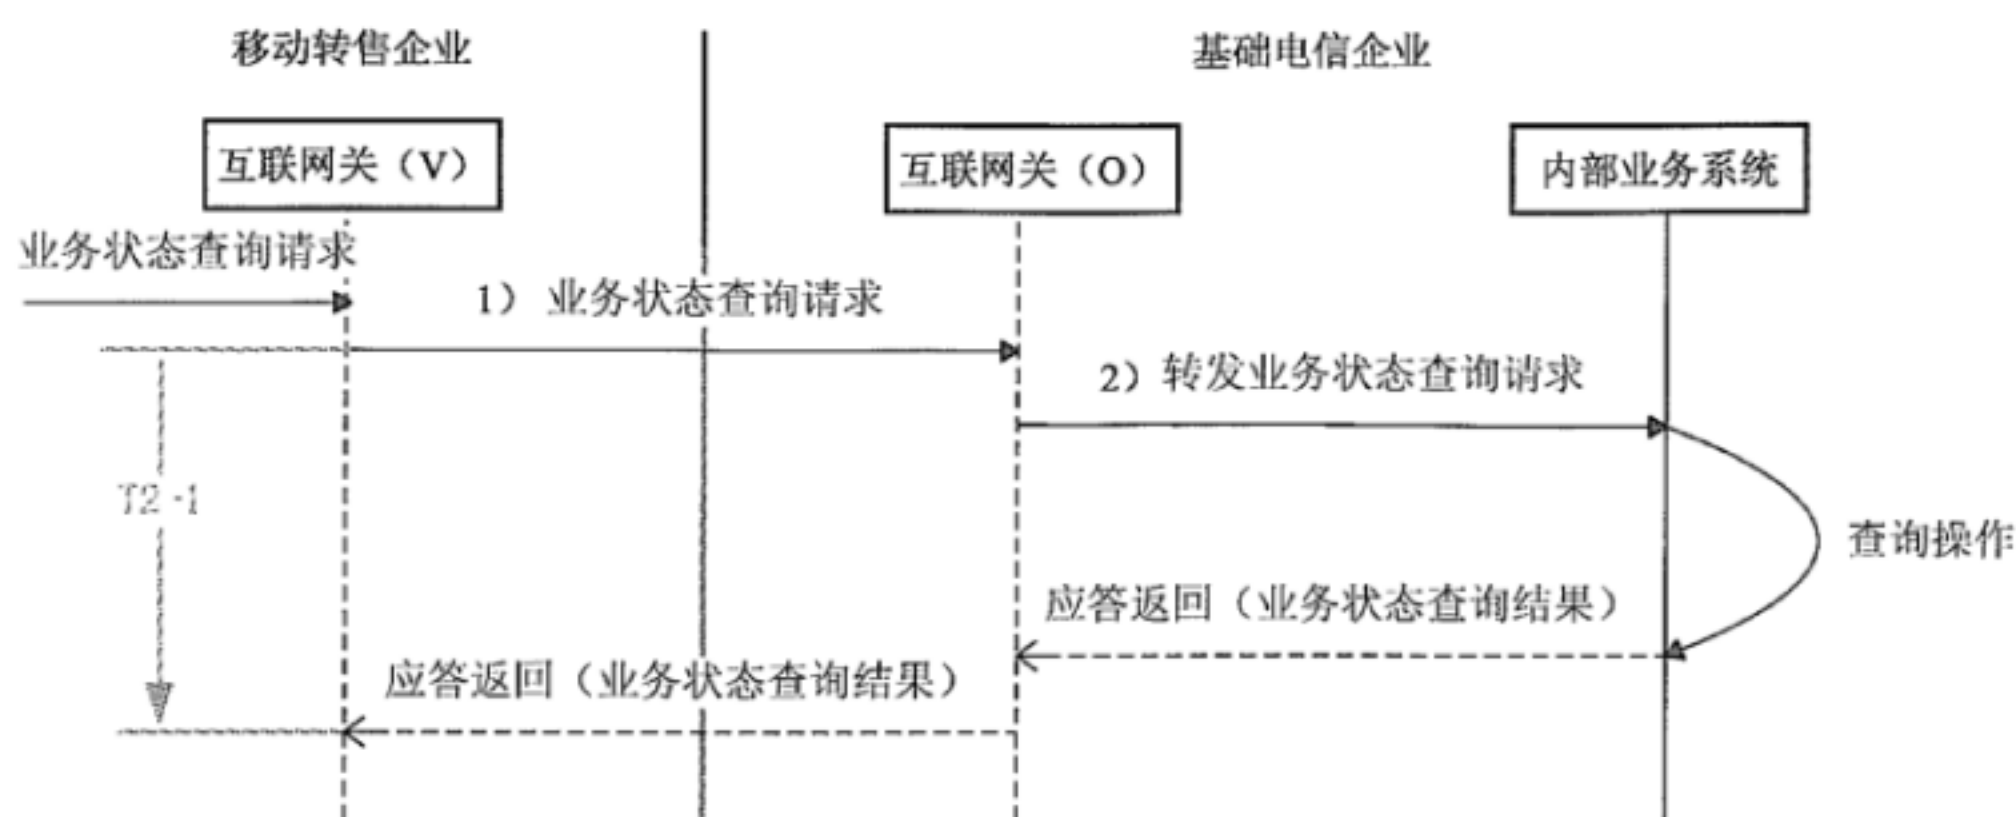 移动转售企业
基础电信企业
互联网关（V）
互联网关（O）
内部业务系统
业务状态查询请求
1） 业务状态查询请求
2）转发业务状态查询请求
T2-1
查询操作
应答返回（业务状态查询结果）
应答返回（业务状态查询结果）